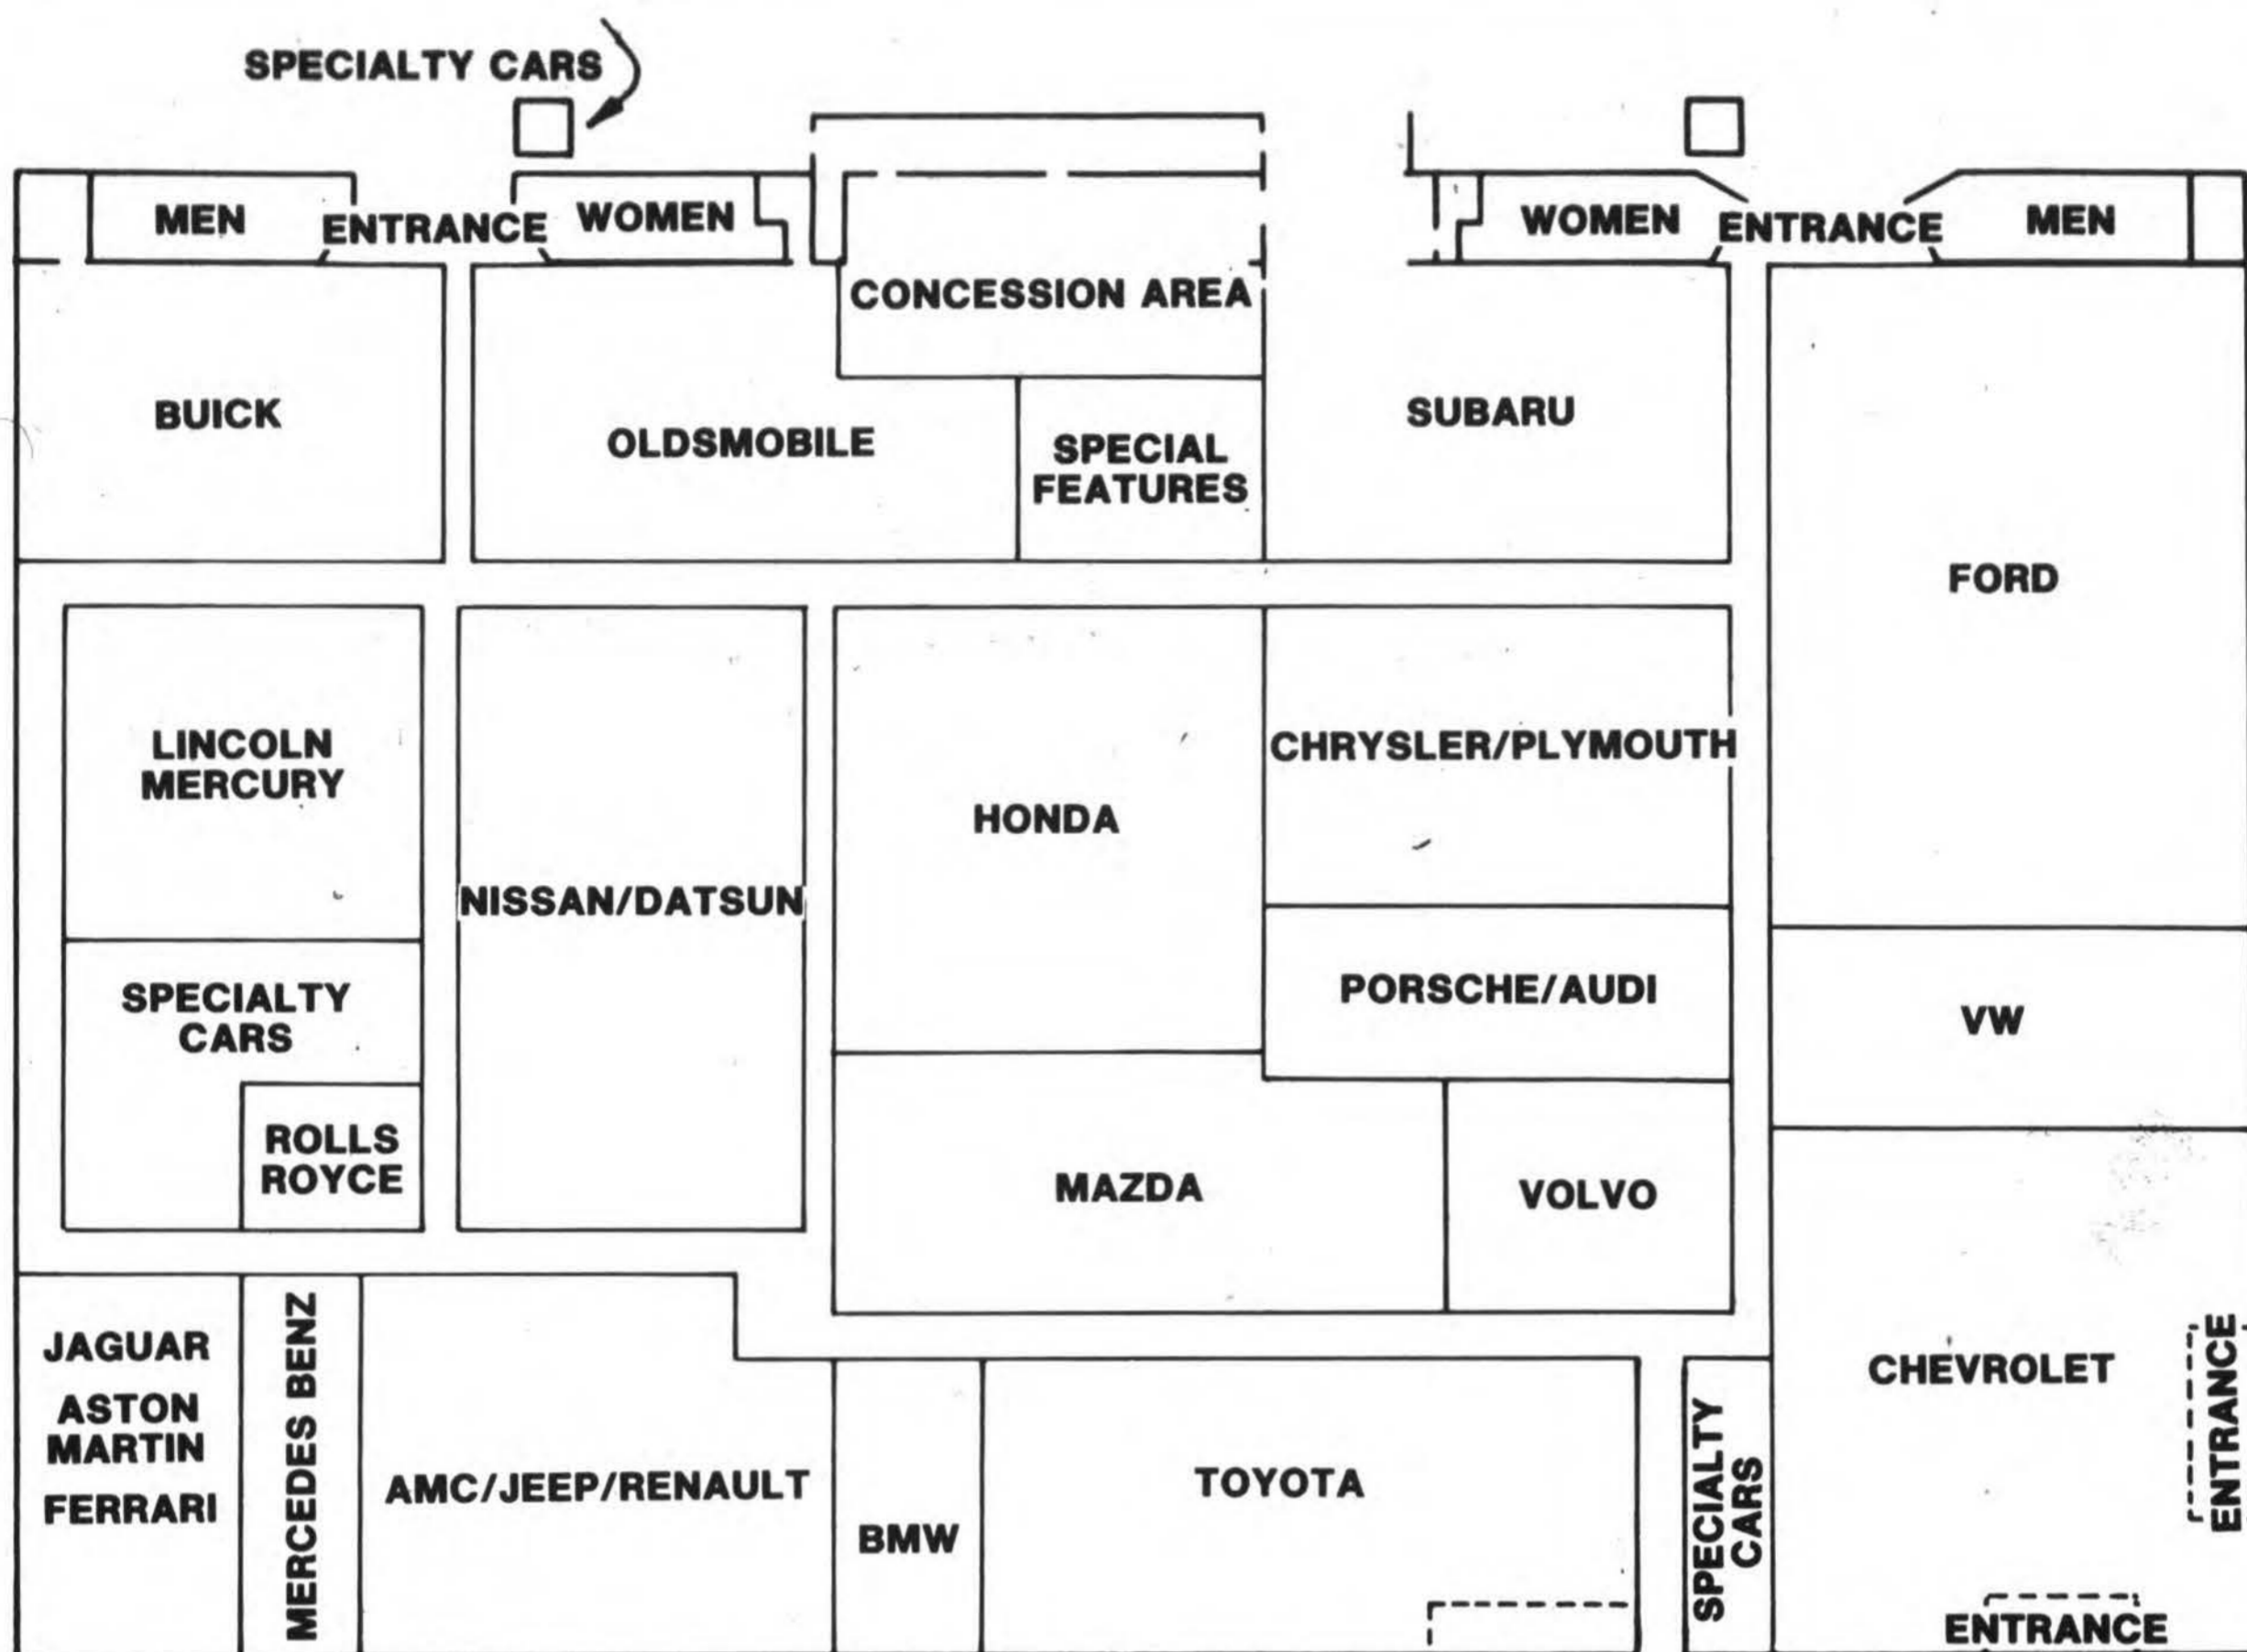 SPECIALTY CARS
MEN
ENTRANCE
WOMEN
WOMEN
ENTRANCE
MEN
CONCESSION AREA
BUICK
OLDSMOBILE
SPECIAL
FEATURES
SUBARU
FORD
LINCOLN
MERCURY
NISSAN/DATSUN
HONDA
CHRYSLER/PLYMOUTH
PORSCHE/AUDI
VW
SPECIALTY
CARS
ROLLS
ROYCE
MAZDA
VOLVO
JAGUAR
ASTON
MARTIN
FERRARI
MERCEDES BENZ
AMC/JEEP/RENAULT
BMW
TOYOTA
SPECIALTY
CARS
CHEVROLET
ENTRANCE
ENTRANCE